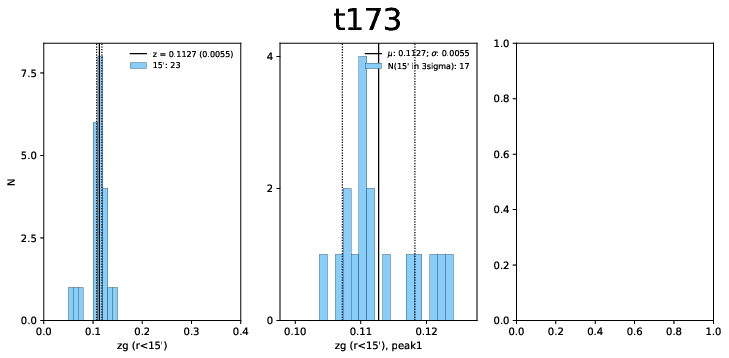 t173
z = 0.1127 (0.0055)
15': 23
N
7.5
5.0
2.5
0.0
0.0 0.1 0.2 0.3 0.4
zg (r<15')
μ: 0.1127; σ: 0.0055
N(15' in 3sigma): 17
4
2
0
0.10 0.11 0.12
zg (r<15'), peak1
1.0
0.8
0.6
0.4
0.2
0.0
0.0 0.2 0.4 0.6 0.8 1.0